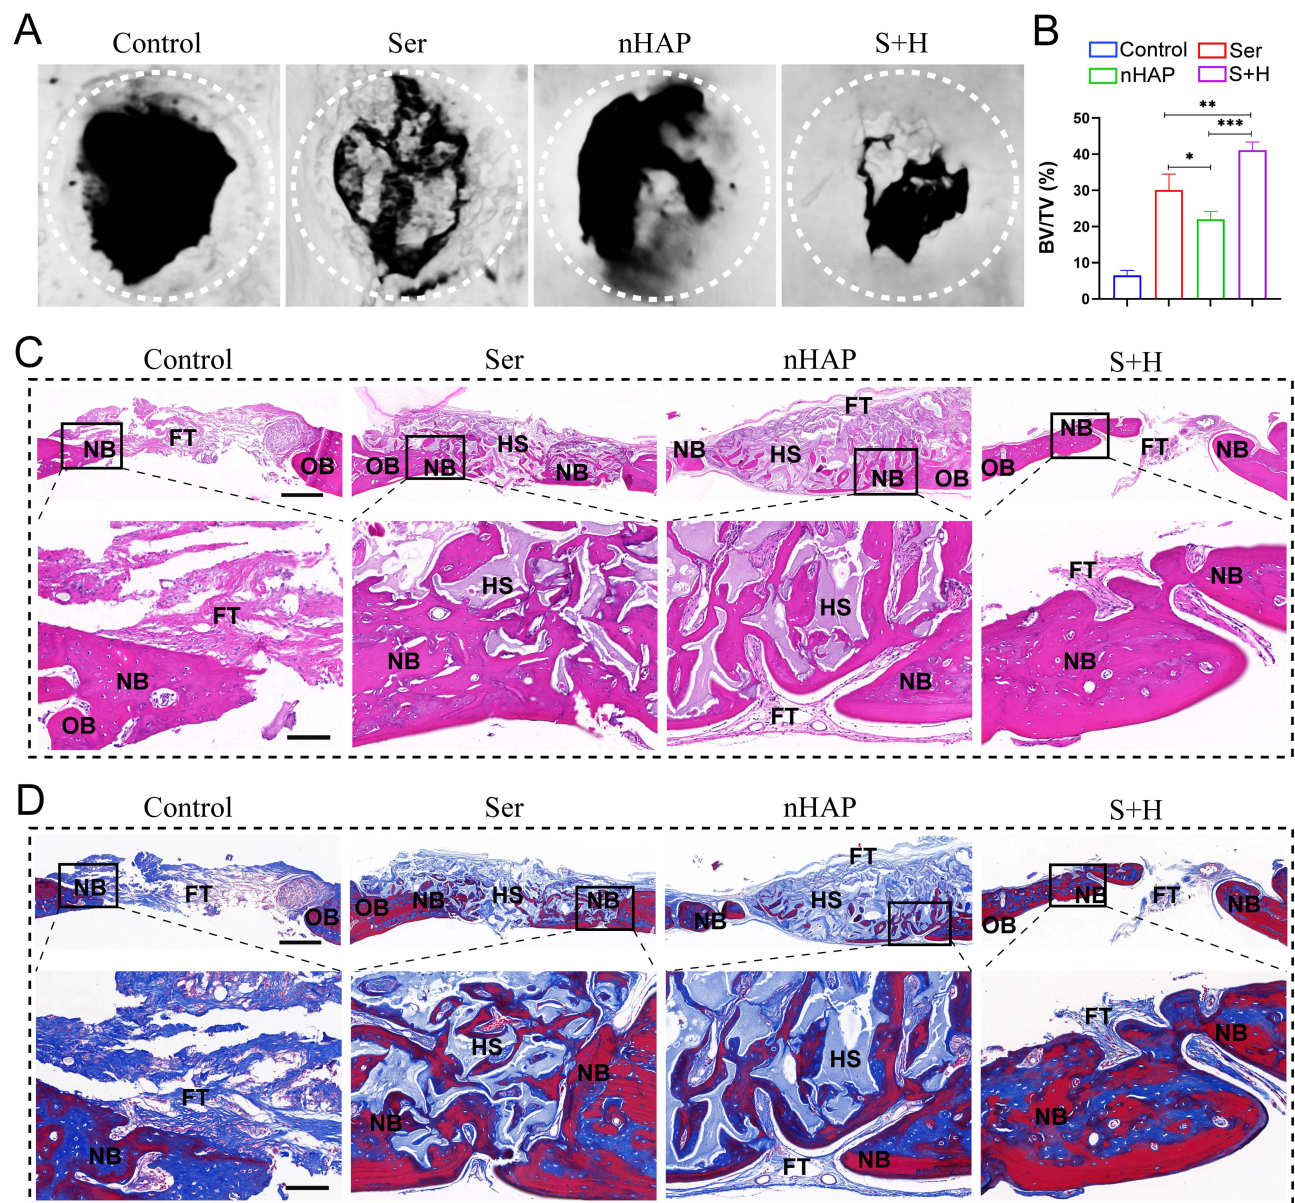 A
Control Ser nHAP S+H
B
Control Ser
nHAP S+H
BV/TV (%)
50
40
30
20
10
0
**
***
*
C
Control Ser nHAP S+H
NB FT OB
OB NB HS NB
NB HS FT NB OB
OB NB FT NB
FT NB OB
HS NB
HS NB FT
FT NB NB
D
Control Ser nHAP S+H
NB FT OB
OB NB HS NB
NB HS FT
OB NB FT NB
FT NB
HS NB NB
HS FT NB
FT NB NB